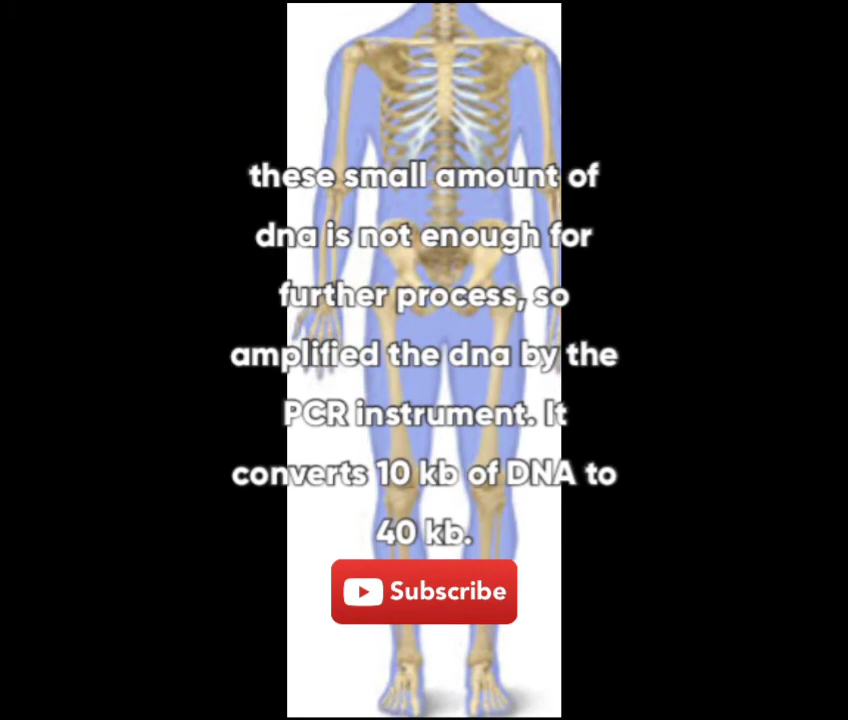 these small amount of
dna is not enough for
further process, so
amplified the dna by the
PCR instrument. It
converts 10 kb of DNA to
40 kb.
Subscribe